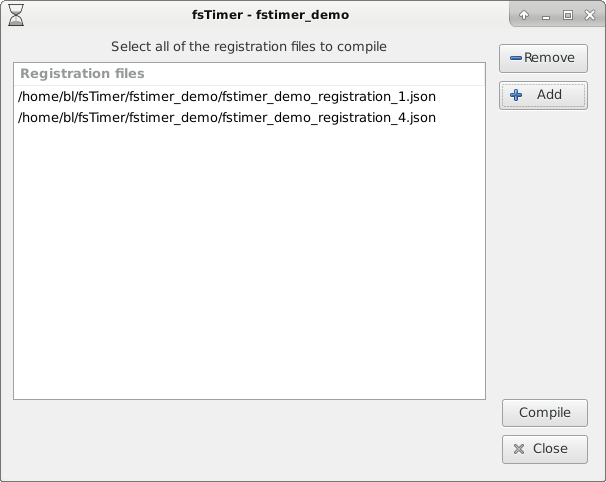 fsTimer - fstimer_demo
Select all of the registration files to compile
Remove
Registration files
Add
/home/bl/fsTimer/fstimer_demo/fstimer_demo_registration_1.json
/home/bl/fsTimer/fstimer_demo/fstimer_demo_registration_4.json
Compile
Close